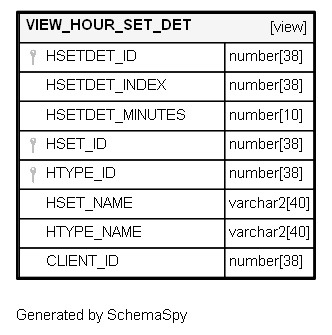 VIEW_HOUR_SET_DET [view]
HSETDET_ID number[38]
HSETDET_INDEX number[38]
HSETDET_MINUTES number[10]
HSET_ID number[38]
HTYPE_ID number[38]
HSET_NAME varchar2[40]
HTYPE_NAME varchar2[40]
CLIENT_ID number[38]
Generated by SchemaSpy